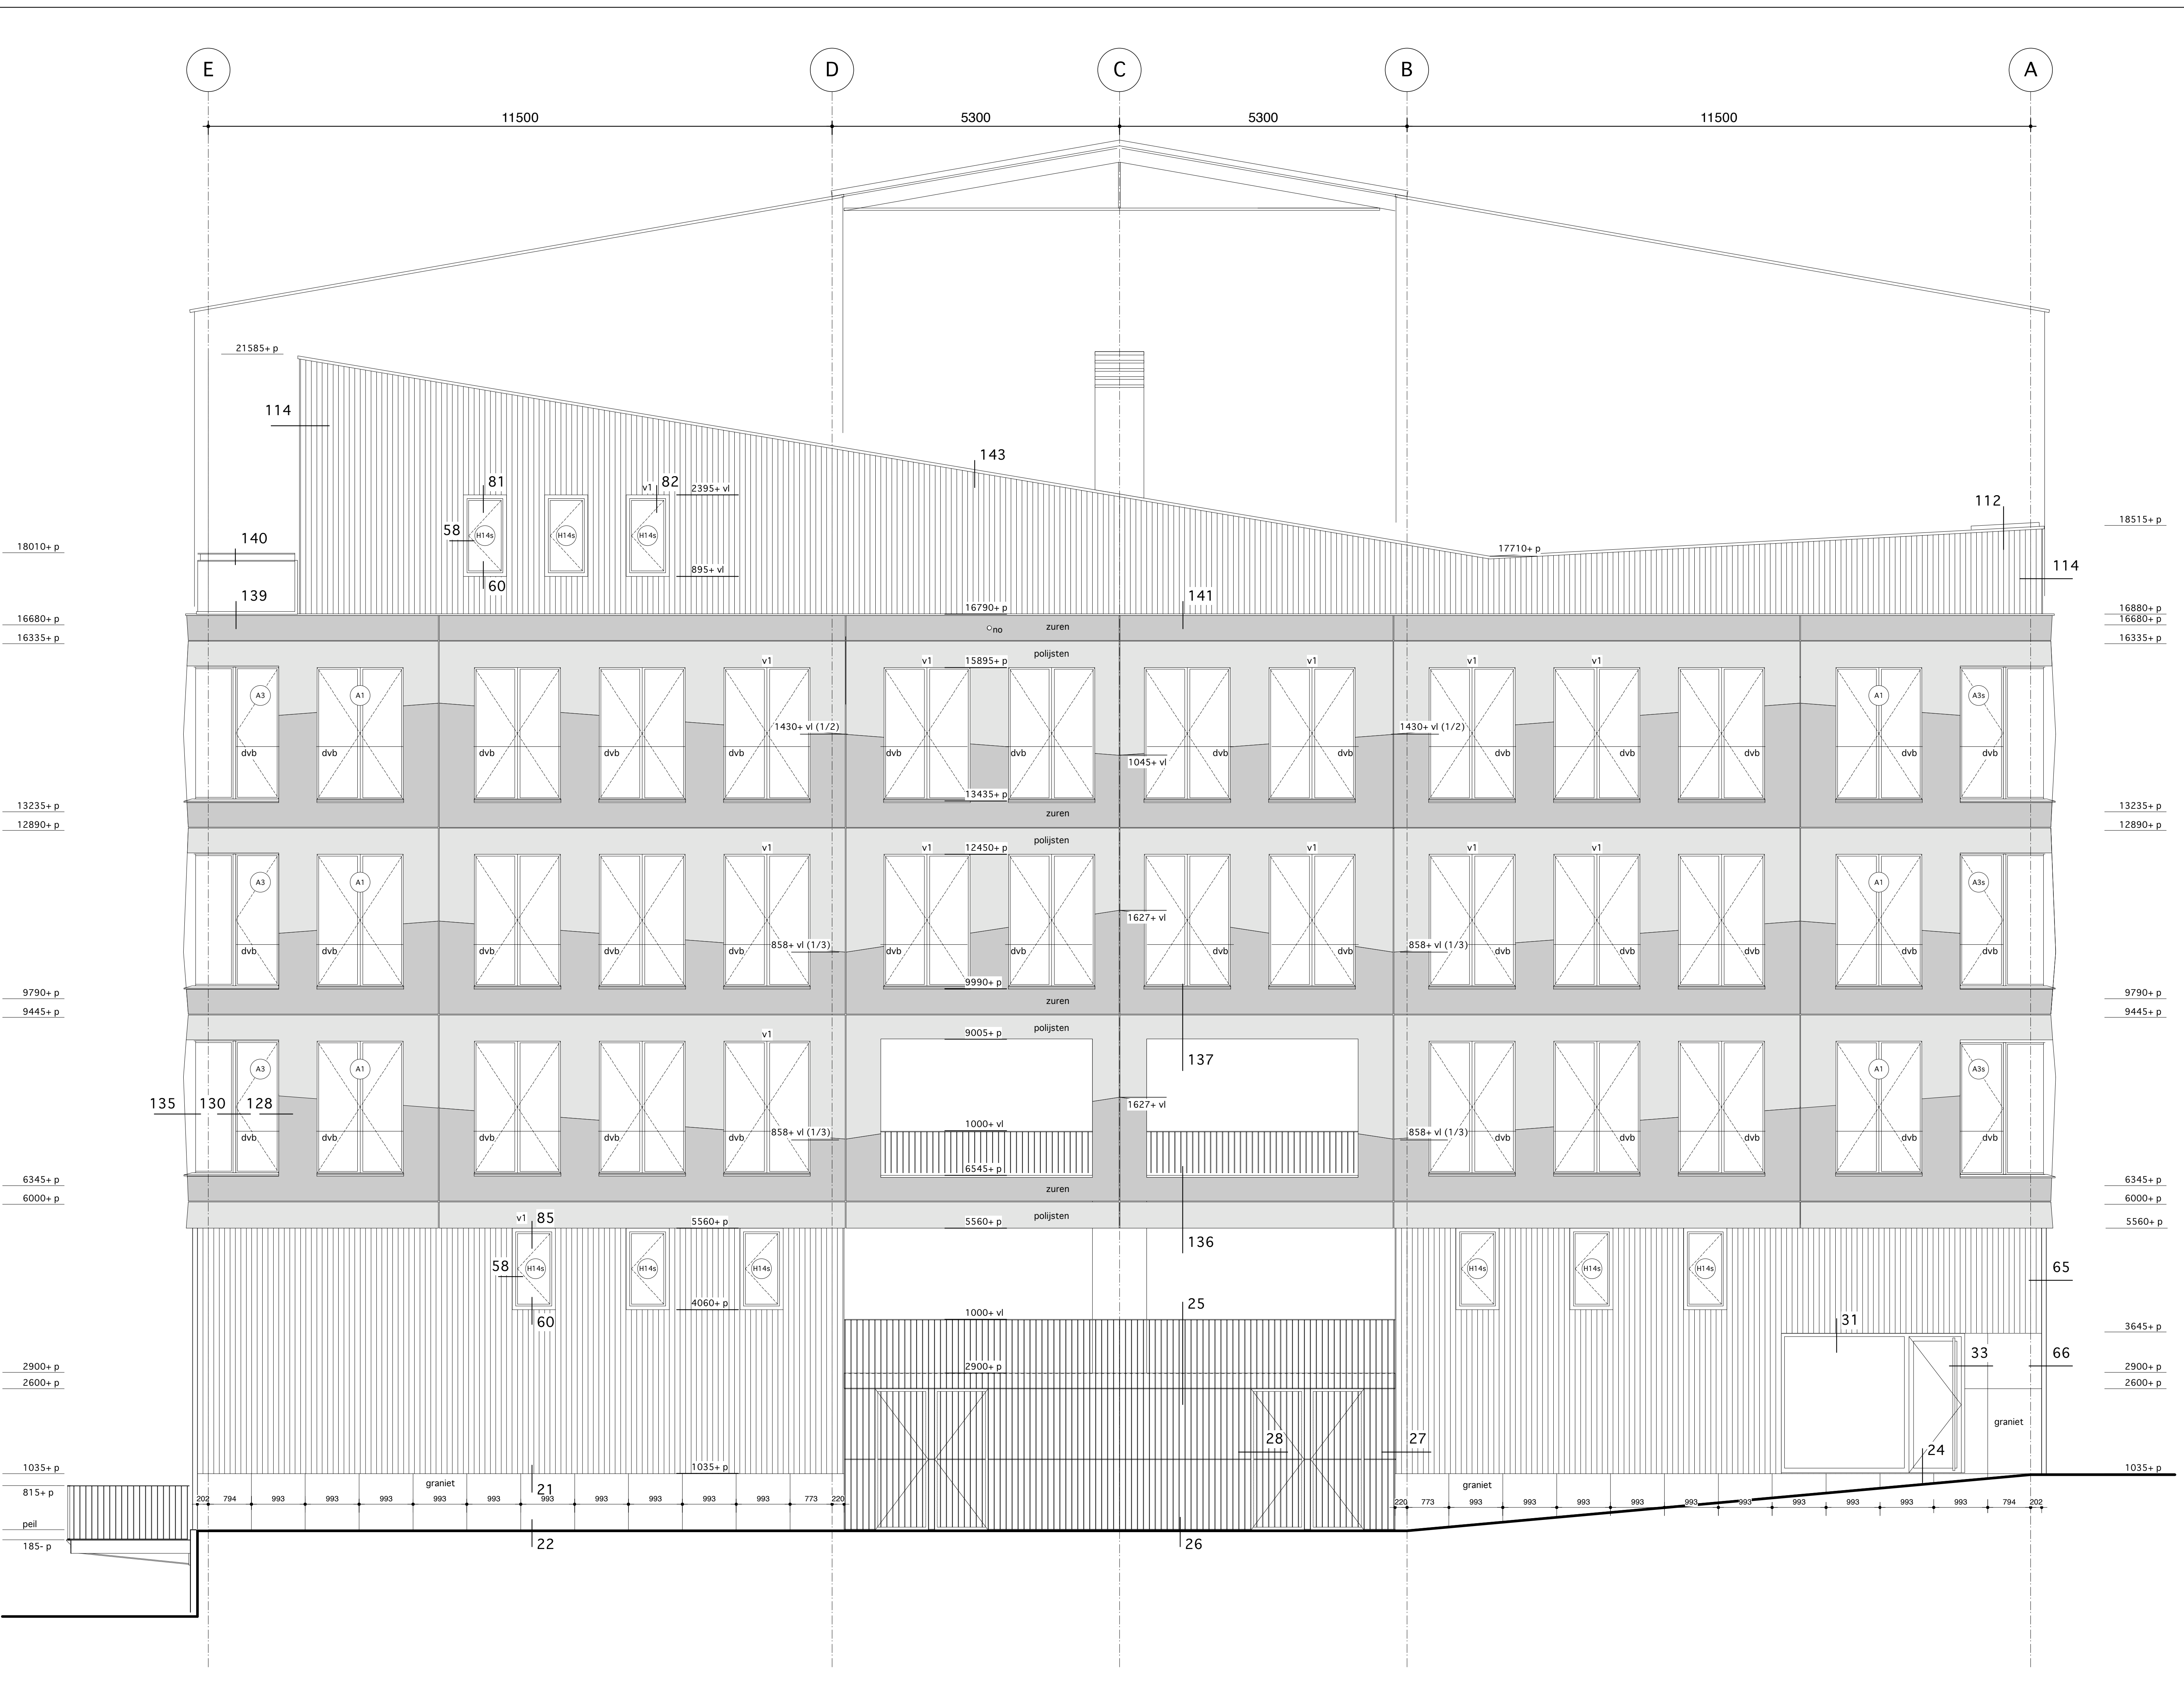 E D C B A
11500 5300 5300 11500
21585+ p
114
143
81 v1 82 2395+ vl
112
18515+ p
58 H14s H14s H14s
140
18010+ p
17710+ p
895+ vl
114
60
139
141
16790+ p
16880+ p
16680+ p
16680+ p
no zuren
16335+ p
16335+ p
polijsten
v1 v1 15895+ p v1 v1 v1
A3 A1 A1 A3s
1430+ vl (1/2) 1430+ vl (1/2)
dvb dvb dvb dvb dvb dvb dvb dvb dvb dvb dvb dvb dvb
1045+ vl
13435+ p
13235+ p 13235+ p
zuren
12890+ p 12890+ p
polijsten
v1 v1 12450+ p v1 v1 v1
A3 A1 A1 A3s
1627+ vl
858+ vl (1/3) 858+ vl (1/3)
dvb dvb dvb dvb dvb dvb dvb dvb dvb dvb dvb dvb dvb
9990+ p
9790+ p 9790+ p
zuren
9445+ p 9445+ p
polijsten
v1 9005+ p
137
A3 A1 A1 A3s
135 130 128
1627+ vl
1000+ vl
858+ vl (1/3) 858+ vl (1/3)
dvb dvb dvb dvb dvb dvb dvb dvb dvb
6545+ p
6345+ p 6345+ p
zuren
6000+ p 6000+ p
polijsten
v1 85 5560+ p 5560+ p 5560+ p
136
58 H14s H14s H14s H14s H14s H14s
65
4060+ p
25
1000+ vl
60
31
3645+ p
33 66
2900+ p 2900+ p 2900+ p
2600+ p 2600+ p
graniet
28 27
24
1035+ p 1035+ p 1035+ p
graniet graniet
21
815+ p
202 794 993 993 993 993 993 993 993 993 993 993 773 220
220 773 993 993 993 993 993 993 993 993 993 993 794 202
peil
185- p
22 26